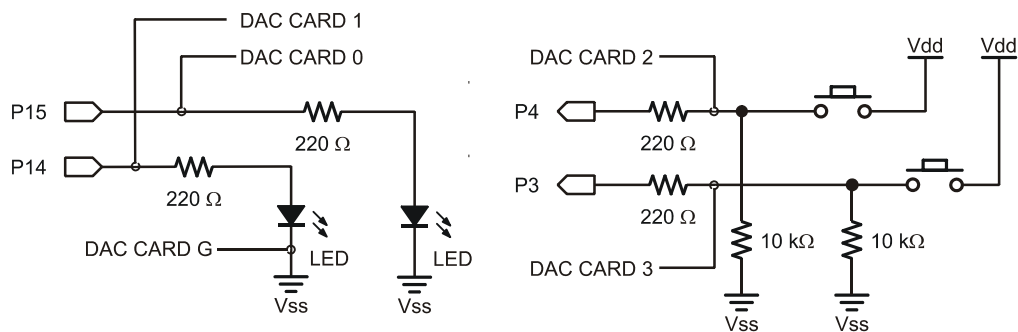 DAC CARD 1
DAC CARD 0
P15
220 Ω
P14
220 Ω
DAC CARD G
LED
LED
Vss
Vss
Vdd
Vdd
DAC CARD 2
P4
220 Ω
P3
220 Ω
10 kΩ
10 kΩ
DAC CARD 3
Vss
Vss